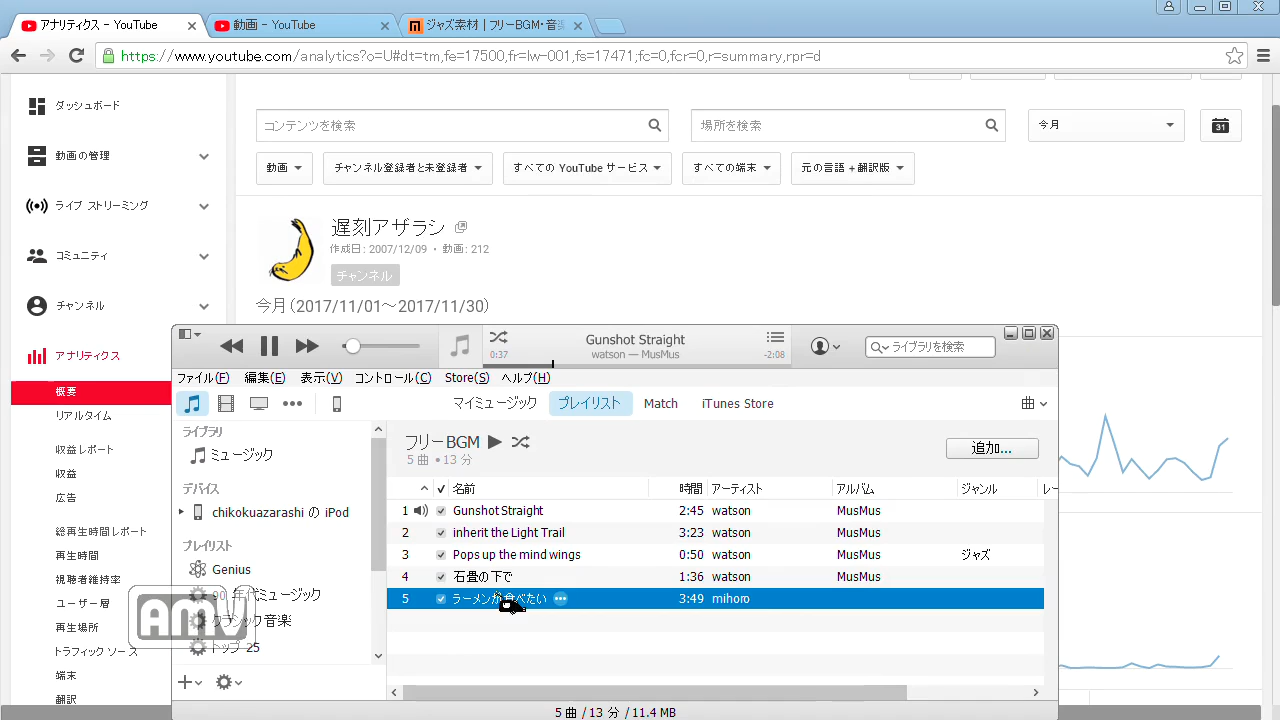 アナリティクス - YouTube
動画 - YouTube
ジャズ素材 | フリーBGM・音
https://www.youtube.com/analytics?o=U#dt=tm,fe=17500,fr=lw-001,fs=17471,fc=0,fcr=0,r=summary,rpr=d
ダッシュボード
動画の管理
ライブ ストリーミング
コミュニティ
チャンネル
アナリティクス
概要
リアルタイム
収益レポート
収益
広告
総再生時間レポート
再生時間
視聴者維持率
ユーザー層
再生場所
トラフィック ソース
端末
翻訳
コンテンツを検索
場所を検索
今月
31
動画
チャンネル登録者と未登録者
すべての YouTube サービス
すべての端末
元の言語 + 翻訳版
遅刻アザラシ
作成日: 2007/12/09 • 動画: 212
チャンネル
今月 (2017/11/01～2017/11/30)
Gunshot Straight
watson — MusMus
0:37
-2:08
ライブラリを検索
ファイル(F) 編集(E) 表示(V) コントロール(C) Store(S) ヘルプ(H)
マイミュージック プレイリスト Match iTunes Store
ライブラリ
ミュージック
デバイス
chikokuazarashi の iPod
プレイリスト
Genius
90 年代ミュージック
クラシック音楽
トップ 25
フリーBGM
5 曲 • 13 分
追加...
名前 時間 アーティスト アルバム ジャンル レー
1 Gunshot Straight 2:45 watson MusMus
2 inherit the Light Trail 3:23 watson MusMus
3 Pops up the mind wings 0:50 watson MusMus ジャズ
4 石畳の下で 1:36 watson MusMus
5 ラーメンが食べたい 3:49 mihoro
5 曲 / 13 分 / 11.4 MB
AMV